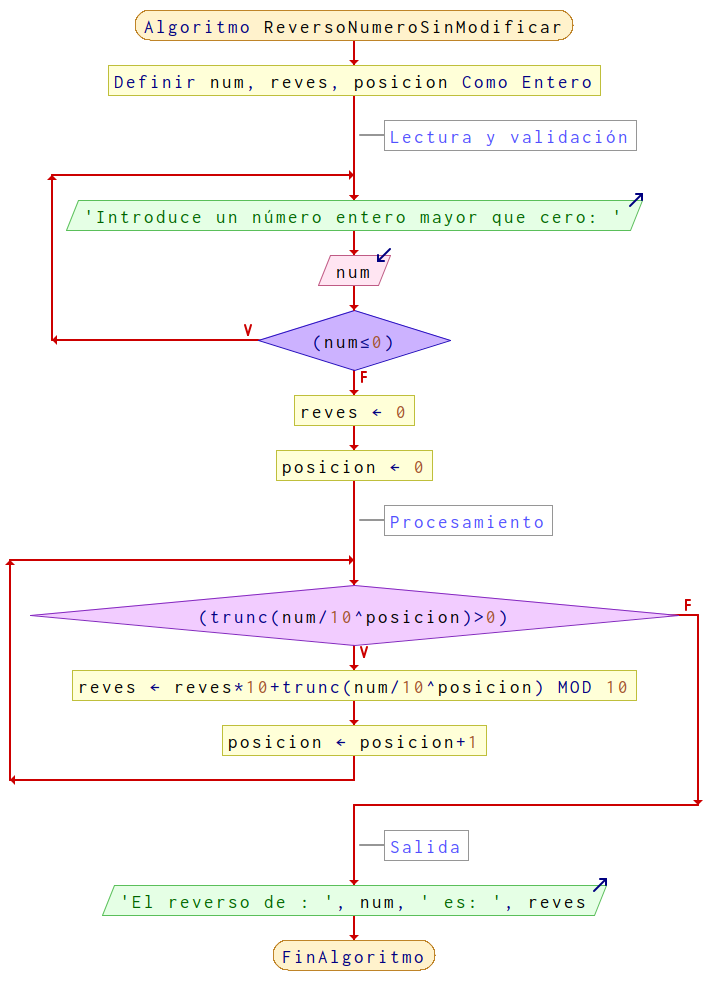 Algoritmo ReversoNumeroSinModificar
Definir num, reves, posicion Como Entero
Lectura y validación
'Introduce un número entero mayor que cero: '
num
(num≤0)
V
F
reves ← 0
posicion ← 0
Procesamiento
(trunc(num/10^posicion)>0)
F
V
reves ← reves*10+trunc(num/10^posicion) MOD 10
posicion ← posicion+1
Salida
'El reverso de : ', num, ' es: ', reves
FinAlgoritmo